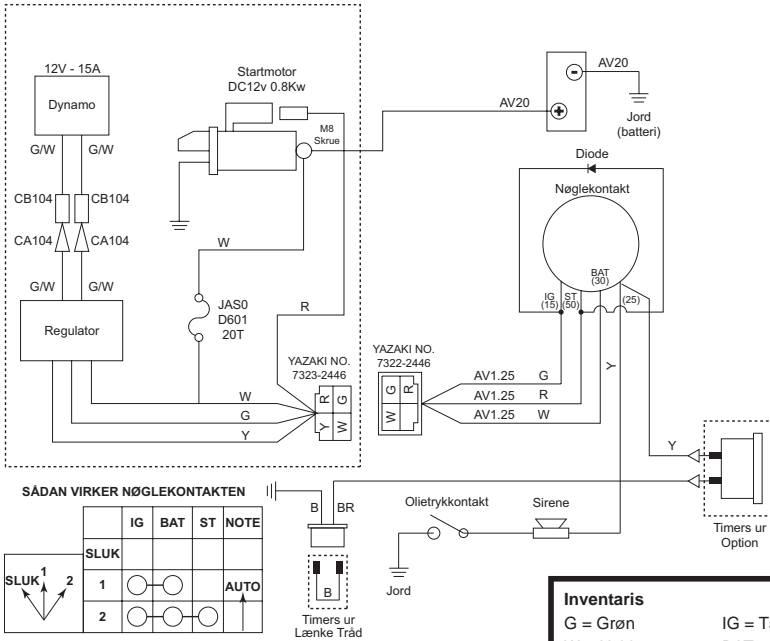 12V - 15A
Dynamo
G/W
G/W
CB104
CB104
CA104
CA104
G/W
G/W
Regulator
Startmotor
DC12v 0.8Kw
M8
Skrue
W
JAS0
D601
20T
R
YAZAKI NO.
7323-2446
R
G
Y
W
W
G
Y
AV20
AV20
Jord
(batteri)
Diode
Nøglekontakt
BAT
(30)
IG
(15)
ST
(50)
(25)
YAZAKI NO.
7322-2446
G
R
W
AV1.25 G
AV1.25 R
AV1.25 W
Y
Y
Timers ur
Option
SÅDAN VIRKER NØGLEKONTAKTEN
IG BAT ST NOTE
SLUK
1 AUTO
2
SLUK 1 2
B BR
B
Timers ur
Lænke Tråd
Olietrykkontakt
Sirene
Jord
Inventaris
G = Grøn IG =